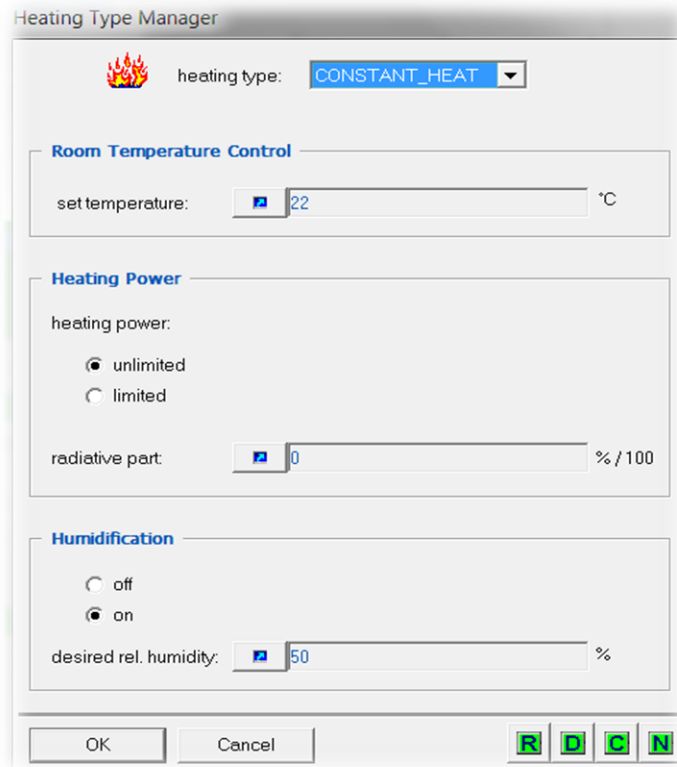 Heating Type Manager
heating type: CONSTANT_HEAT
Room Temperature Control
set temperature: 22 °C
Heating Power
heating power:
unlimited
limited
radiative part: 0 % / 100
Humidification
off
on
desired rel. humidity: 50 %
OK Cancel R D C N